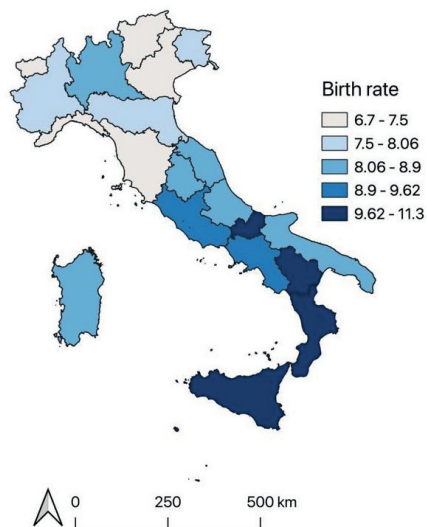 Birth rate
6.7 - 7.5
7.5 - 8.06
8.06 - 8.9
8.9 - 9.62
9.62 - 11.3
0 250 500 km